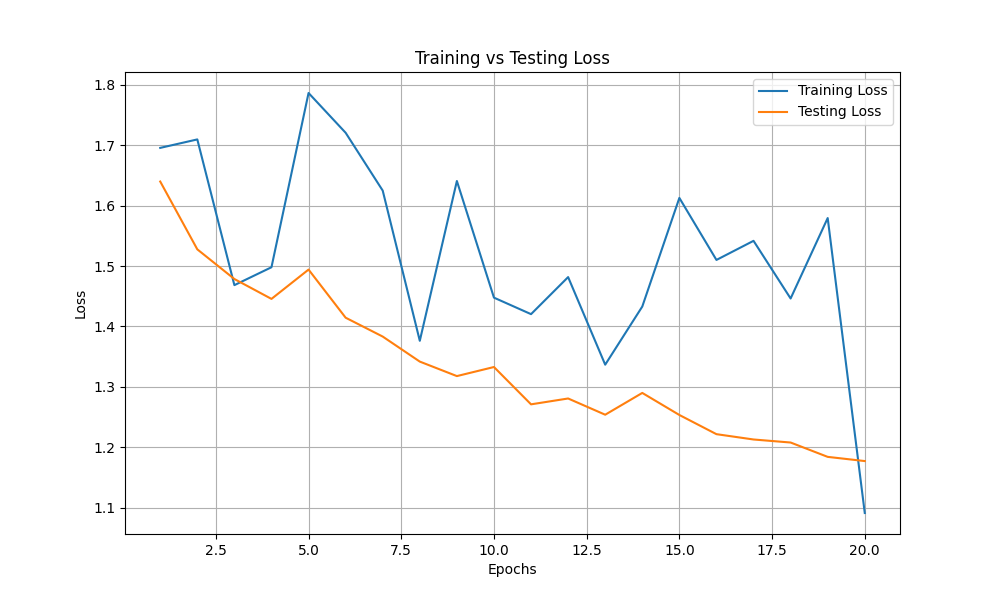 Training vs Testing Loss
Training Loss
Testing Loss
1.8
1.7
1.6
1.5
1.4
1.3
1.2
1.1
Loss
2.5 5.0 7.5 10.0 12.5 15.0 17.5 20.0
Epochs